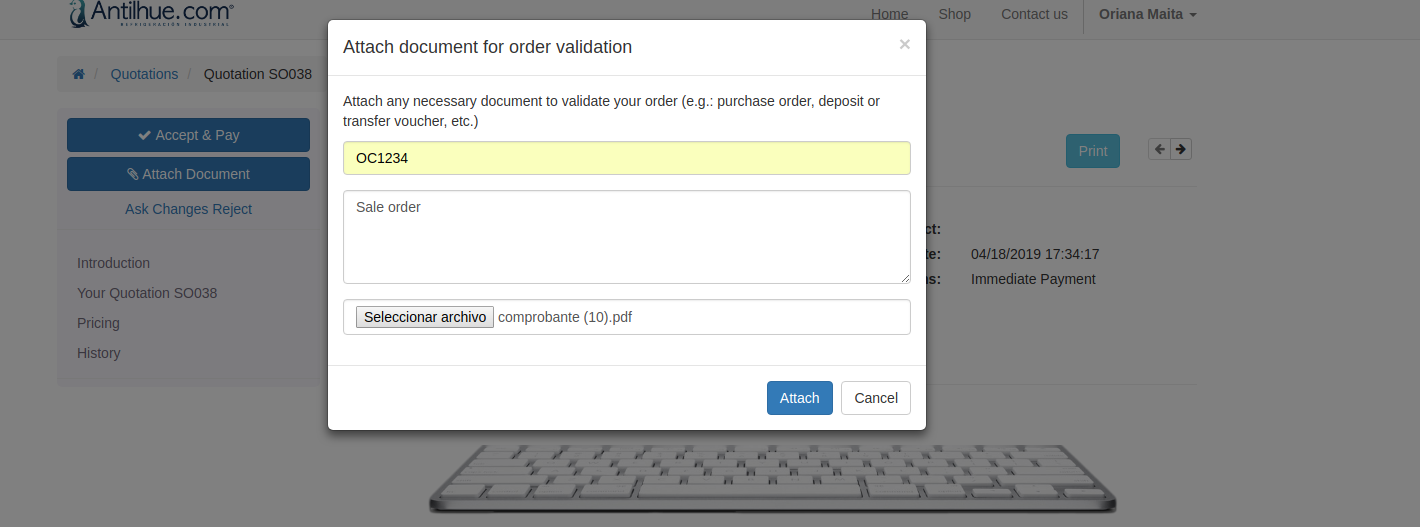 Antilhue.com®
REFRIGERACIÓN INDUSTRIAL
Home Shop Contact us Oriana Maita
Attach document for order validation ×
/ Quotations / Quotation SO038
Attach any necessary document to validate your order (e.g.: purchase order, deposit or
transfer voucher, etc.)
Accept & Pay
Attach Document
Ask Changes Reject
Introduction
Your Quotation SO038
Pricing
History
OC1234
Sale order
Seleccionar archivo comprobante (10).pdf
Attach Cancel
Print
ct:
te: 04/18/2019 17:34:17
ns: Immediate Payment